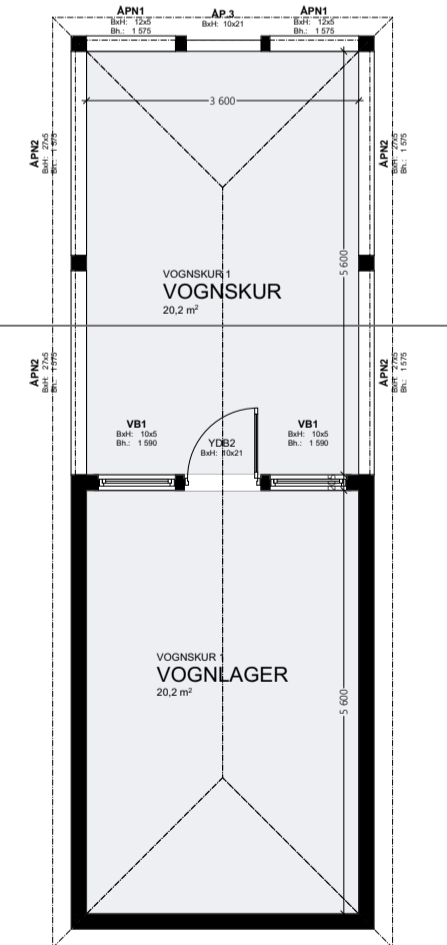 ÅPN1
BxH: 12x5
Bh.: 1 575
ÅP 3
BxH: 10x21
ÅPN1
BxH: 12x5
Bh.: 1 575
3 600
ÅPN2
BxH: 27x5
Bh.: 1 575
ÅPN2
BxH: 27x5
Bh.: 1 575
5 600
VOGNSKUR 1
VOGNSKUR
20,2 m²
ÅPN2
BxH: 27x5
Bh.: 1 575
ÅPN2
BxH: 27x5
Bh.: 1 575
VB1
BxH: 10x5
Bh.: 1 590
YDB2
BxH: 10x21
VB1
BxH: 10x5
Bh.: 1 590
VOGNSKUR 1
VOGNLAGER
20,2 m²
5 600